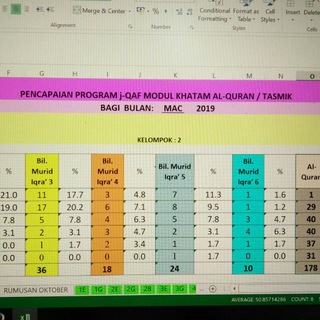 Merge & Center
%
Conditional Format as Cell Insert Delete
Formatting Table Styles
Alignment Number Styles Cells
F G H I J K L M N O
PENCAPAIAN PROGRAM j-QAF MODUL KHATAM AL-QURAN / TASMIK
BAGI BULAN: MAC 2019
KELOMPOK : 2
% Bil. Murid Iqra' 3 % Bil. Murid Iqra' 4 % Bil. Murid Iqra' 5 % Bil. Murid Iqra' 6 % Al-Quran
21.0 11 17.7 3 4.8 7 11.3 1 1.6 1
19.0 17 20.2 6 7.1 8 9.5 1 1.2 29
7.8 5 7.8 4 6.3 5 7.8 3 4.7 40
3.1 2 3.1 3 4.7 2 3.1 4 6.3 40
0.0 1 1.7 2 3.4 1 1.7 1 1.7 37
0.0 0 0.0 0 0.0 1 1.7 0 0.0 31
36 18 24 10 178
RUMUSAN OKTOBER 1E 1G 2E 2G 2B 3E 3G 4
AVERAGE: 50.85714286 COUNT: 8